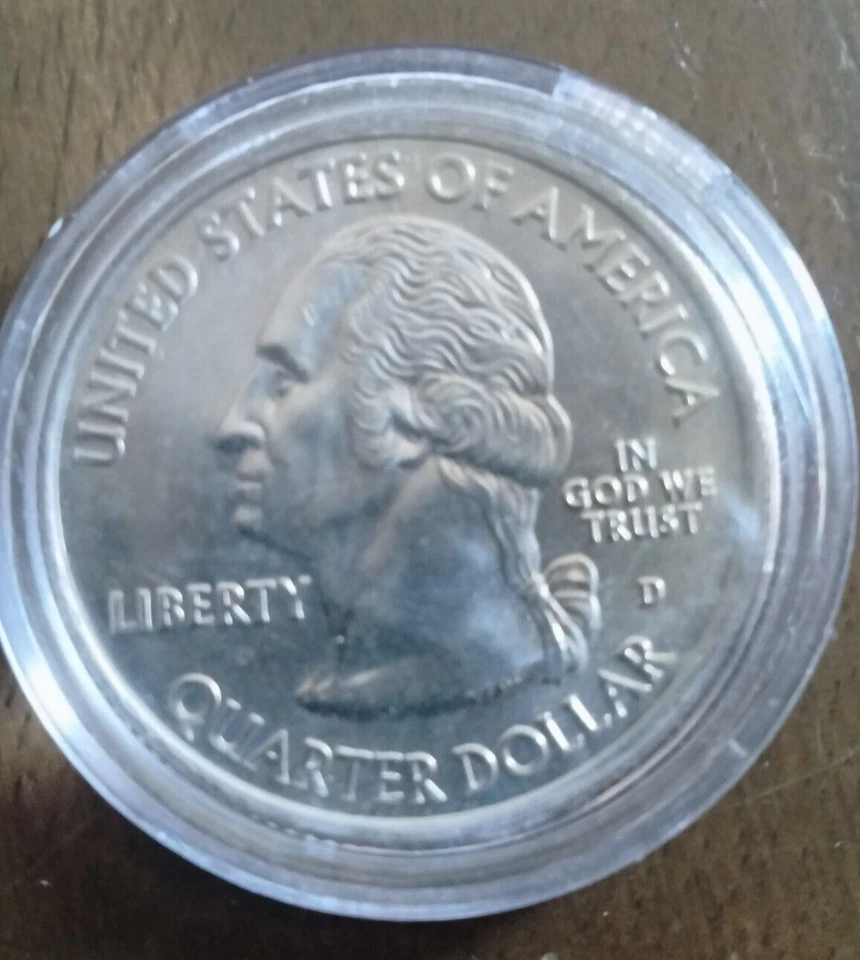 UNITED STATES OF AMERICA
IN
GOD WE
TRUST
LIBERTY
D
QUARTER DOLLAR